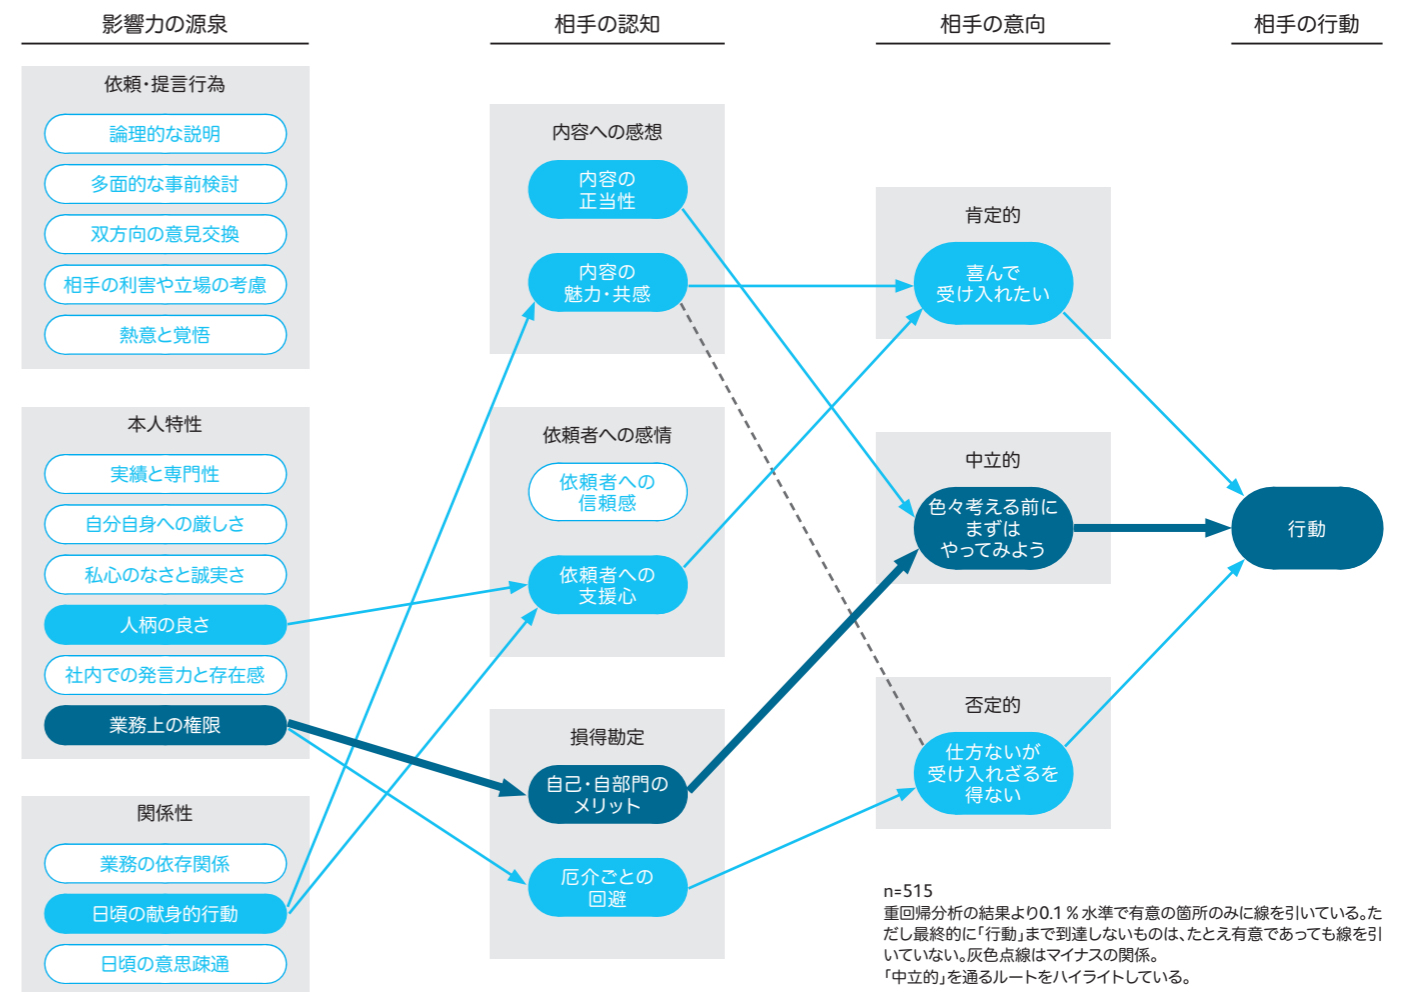 影響力の源泉
依頼・提言行為
論理的な説明
多面的な事前検討
双方向の意見交換
相手の利害や立場の考慮
熱意と覚悟
本人特性
実績と専門性
自分自身への厳しさ
私心のなさと誠実さ
人柄の良さ
社内での発言力と存在感
業務上の権限
関係性
業務の依存関係
日頃の献身的行動
日頃の意思疎通
相手の認知
内容への感想
内容の
正当性
内容の
魅力・共感
依頼者への感情
依頼者への
信頼感
依頼者への
支援心
損得勘定
自己・自部門の
メリット
厄介ごとの
回避
相手の意向
肯定的
喜んで
受け入れたい
中立的
色々考える前に
まずは
やってみよう
否定的
仕方ないが
受け入れざるを
得ない
相手の行動
行動
n=515
重回帰分析の結果より0.1%水準で有意の箇所のみに線を引いている。た
だし最終的に「行動」まで到達しないものは、たとえ有意であっても線を引
いていない。灰色点線はマイナスの関係。
「中立的」を通るルートをハイライトしている。